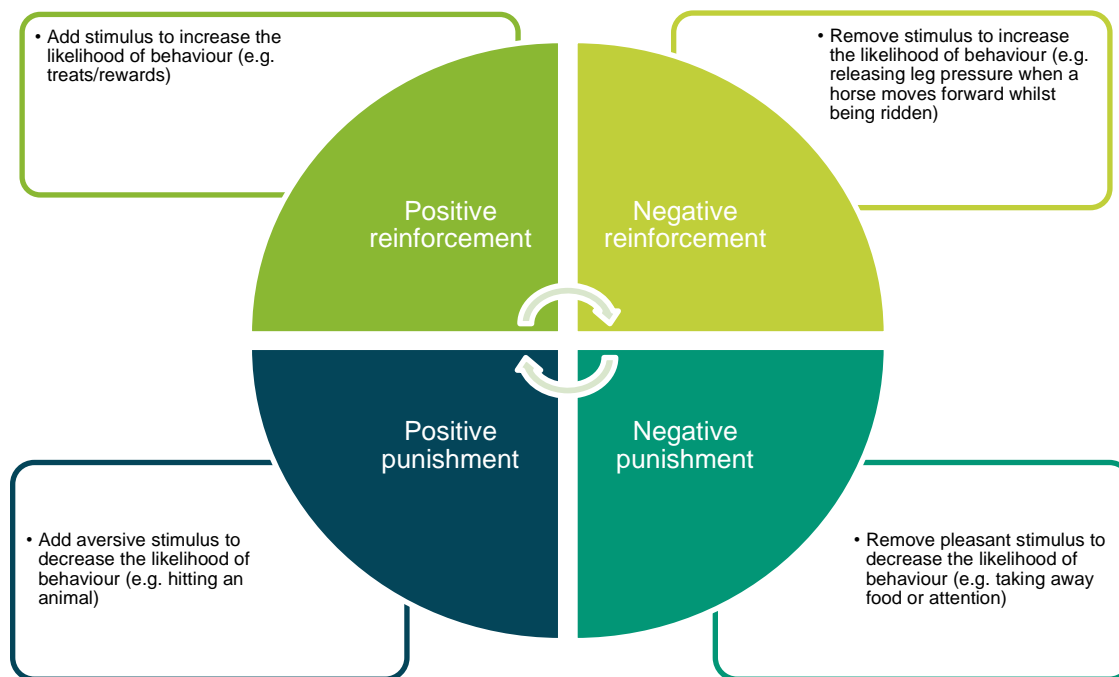 • Add stimulus to increase the
likelihood of behaviour (e.g.
treats/rewards)
• Remove stimulus to increase
the likelihood of behaviour (e.g.
releasing leg pressure when a
horse moves forward whilst
being ridden)
Positive
reinforcement
Negative
reinforcement
Positive
punishment
Negative
punishment
• Add aversive stimulus to
decrease the likelihood of
behaviour (e.g. hitting an
animal)
• Remove pleasant stimulus to
decrease the likelihood of
behaviour (e.g. taking away
food or attention)